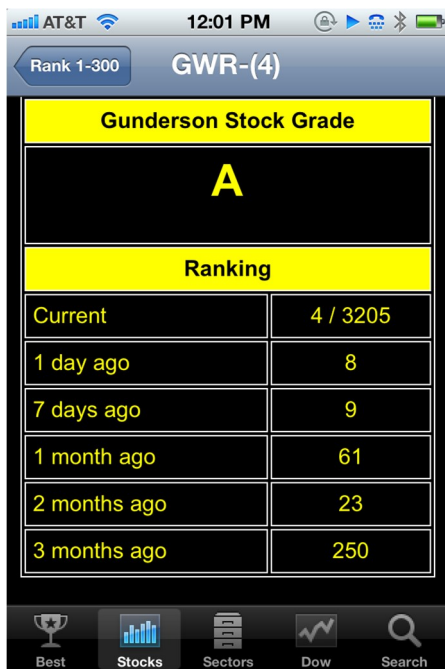 AT&T 12:01 PM
Rank 1-300 GWR-(4)
Gunderson Stock Grade
A
Ranking
Current 4 / 3205
1 day ago 8
7 days ago 9
1 month ago 61
2 months ago 23
3 months ago 250
Best Stocks Sectors Dow Search